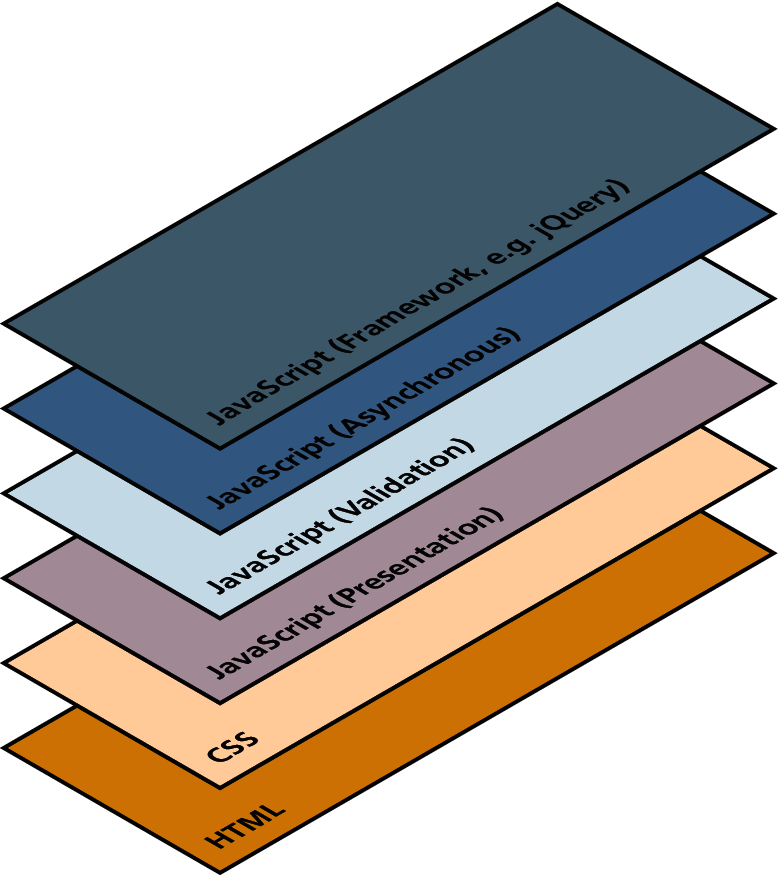 JavaScript (Framework, e.g. jQuery)
JavaScript (Asynchronous)
JavaScript (Validation)
JavaScript (Presentation)
CSS
HTML